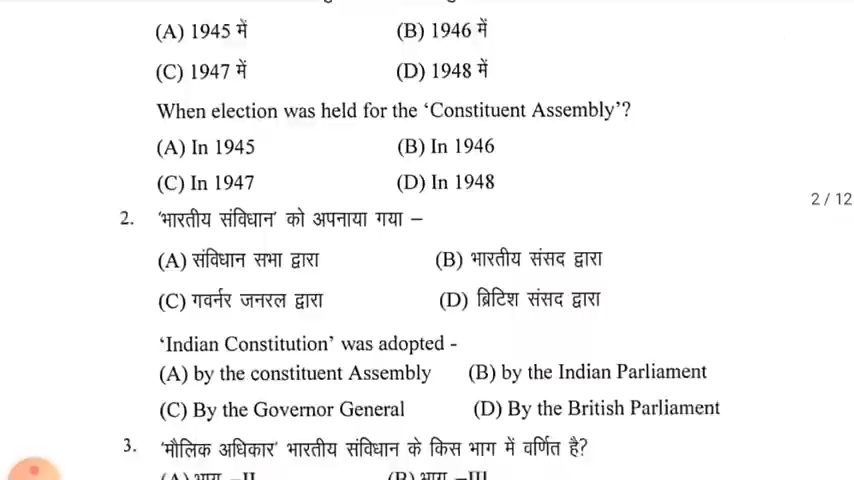 (A) 1945 में (B) 1946 में
(C) 1947 में (D) 1948 में
When election was held for the ‘Constituent Assembly’?
(A) In 1945 (B) In 1946
(C) In 1947 (D) In 1948
2 / 12
2. ‘भारतीय संविधान’ को अपनाया गया –
(A) संविधान सभा द्वारा (B) भारतीय संसद द्वारा
(C) गवर्नर जनरल द्वारा (D) ब्रिटिश संसद द्वारा
‘Indian Constitution’ was adopted -
(A) by the constituent Assembly (B) by the Indian Parliament
(C) By the Governor General (D) By the British Parliament
3. ‘मौलिक अधिकार’ भारतीय संविधान के किस भाग में वर्णित है?
(A) भाग –II (B) भाग –III